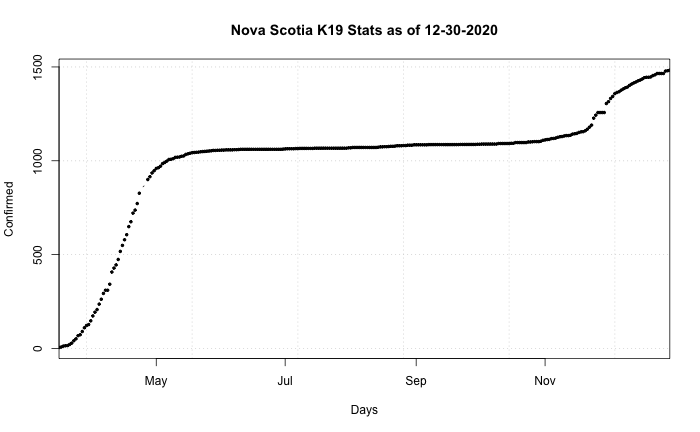 Nova Scotia K19 Stats as of 12-30-2020
Confirmed
1500
1000
500
0
May Jul Sep Nov
Days